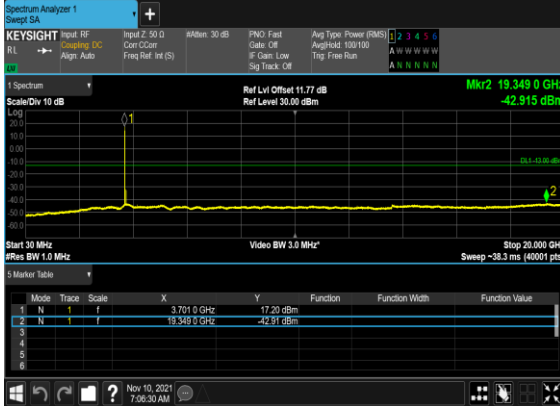 Spectrum Analyzer 1
Swept SA
+
KEYSIGHT Input: RF Input Z: 50 Ω #Atten: 30 dB PNO: Fast Avg Type: Power (RMS) 1 2 3 4 5 6
RL Coupling: DC Corr CCorr Gate: Off Avg|Hold: 100/100 A W W W W W
Align: Auto Freq Ref: Int (S) IF Gain: Low Trig: Free Run
Sig Track: Off A N N N N N
LXI
1 Spectrum Ref Lvl Offset 11.77 dB Mkr2 19.349 0 GHz
Scale/Div 10 dB Ref Level 30.00 dBm -42.915 dBm
Log
20.0
10.0
0.00
-10.0
-20.0
-30.0
-40.0
-50.0
-60.0
1
DL1 -13.00 dBm
2
Start 30 MHz Video BW 3.0 MHz* Stop 20.000 GH
#Res BW 1.0 MHz Sweep ~38.3 ms (40001 pts
5 Marker Table
Mode Trace Scale X Y Function Function Width Function Value
1 N 1 f 3.701 0 GHz 17.20 dBm
2 N 1 f 19.349 0 GHz -42.91 dBm
3
4
5
6
? Nov 10, 2021
7:06:30 AM